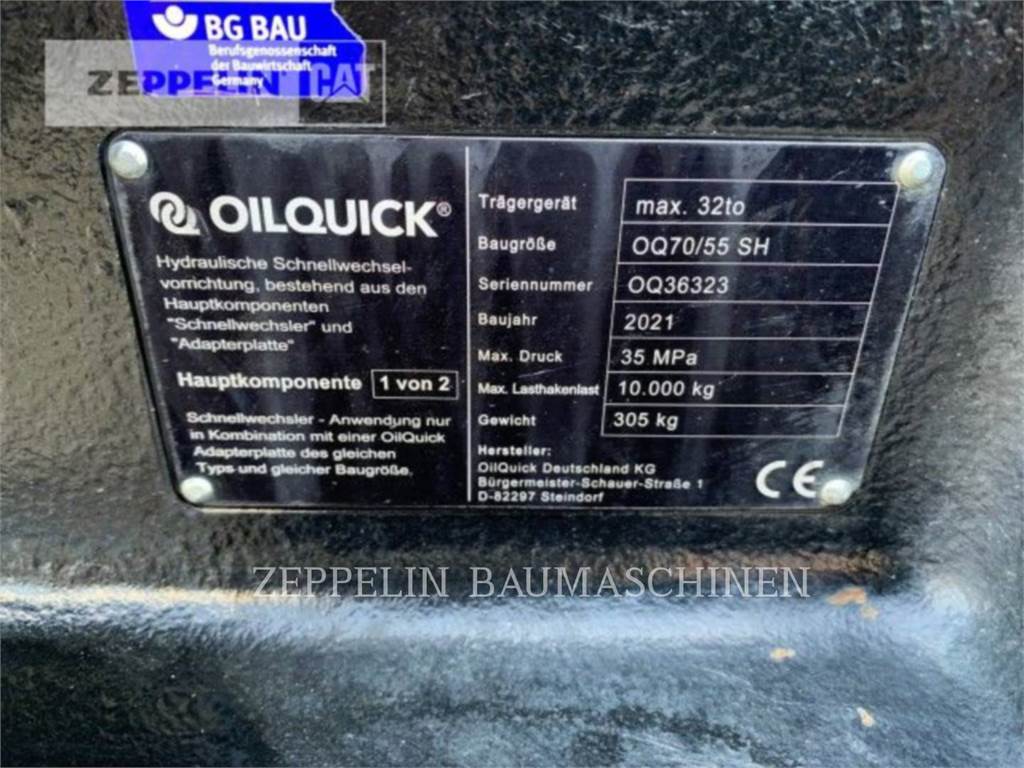 BG BAU
Berufsgenossenschaft
der Bauwirtschaft
Germany
ZEPPELIN CAT
OILQUICK®
Hydraulische Schnellwechsel-
vorrichtung, bestehend aus den
Hauptkomponenten
"Schnellwechsler" und
"Adapterplatte"
Hauptkomponente 1 von 2
Schnellwechsler - Anwendung nur
in Kombination mit einer OilQuick
Adapterplatte des gleichen
Typs und gleicher Baugröße.
Trägergerät max. 32to
Baugröße OQ70/55 SH
Seriennummer OQ36323
Baujahr 2021
Max. Druck 35 MPa
Max. Lasthakenlast 10.000 kg
Gewicht 305 kg
Hersteller:
OilQuick Deutschland KG
Bürgermeister-Schauer-Straße 1
D-82297 Steindorf
CE
ZEPPELIN BAUMASCHINEN